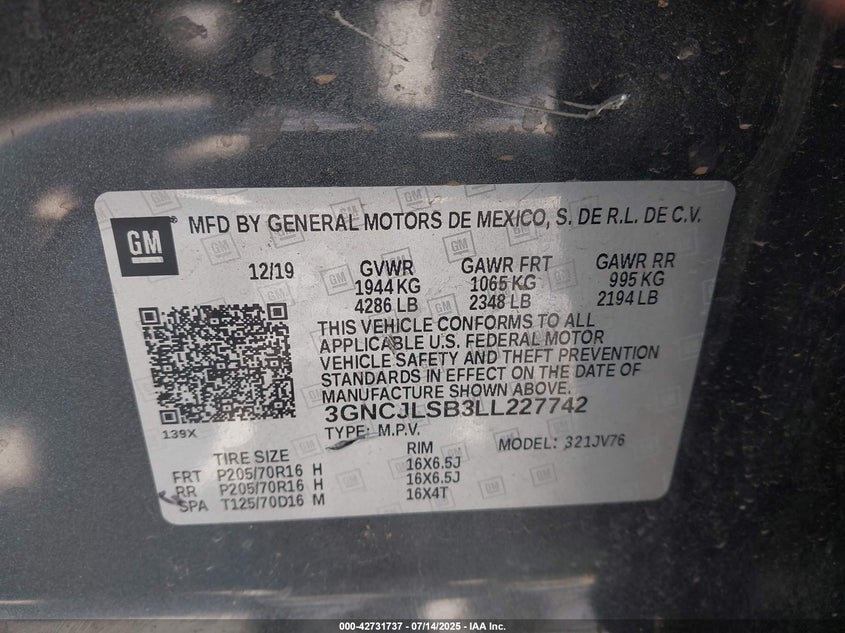 GM
MFD BY GENERAL MOTORS DE MEXICO, S. DE R.L. DE C.V.
12/19 GVWR GAWR FRT GAWR RR
1944 KG 1065 KG 995 KG
4286 LB 2348 LB 2194 LB
THIS VEHICLE CONFORMS TO ALL
APPLICABLE U.S. FEDERAL MOTOR
VEHICLE SAFETY AND THEFT PREVENTION
STANDARDS IN EFFECT ON THE DATE OF
MANUFACTURE SHOWN ABOVE.
3GNCJLSB3LL227742
139X
TYPE: M.P.V. MODEL: 321JV76
TIRE SIZE RIM
FRT P205/70R16 H 16X6.5J
RR P205/70R16 H 16X6.5J
SPA T125/70D16 M 16X4T
000-42731737 - 07/14/2025 - IAA Inc.